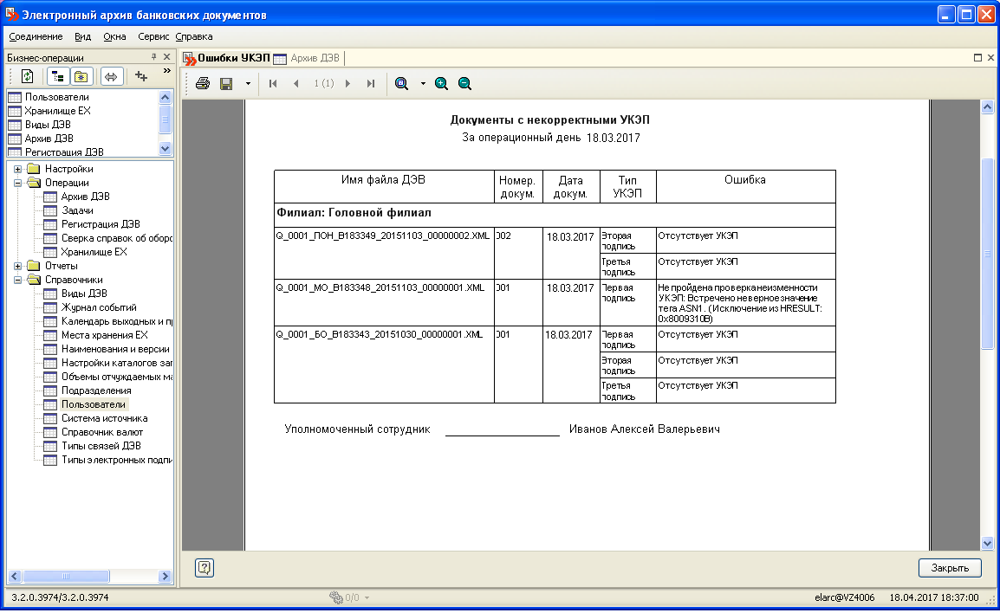 Электронный архив банковских документов
Соединение Вид Окна Сервис Справка
Бизнес-операции
Пользователи
Хранилище ЕХ
Виды ДЭВ
Архив ДЭВ
Регистрация ДЭВ
Настройки
Операции
Архив ДЭВ
Задачи
Регистрация ДЭВ
Сверка справок об оборо
Хранилище ЕХ
Отчеты
Справочники
Виды ДЭВ
Журнал событий
Календарь выходных и п
Места хранения ЕХ
Наименования и версии
Настройки каталогов заг
Объемы отчуждаемых ма
Подразделения
Пользователи
Система источника
Справочник валют
Типы связей ДЭВ
Типы электронных подпи
Ошибки УКЭП Архив ДЭВ
1 (1)
Документы с некорректными УКЭП
За операционный день 18.03.2017
Имя файла ДЭВ Номер. докум. Дата докум. Тип УКЭП Ошибка
Филиал: Головной филиал
Q_0001_ПОН_В183349_20151103_00000002.XML 002 18.03.2017 Вторая подпись Отсутствует УКЭП
Третья подпись Отсутствует УКЭП
Q_0001_МО_В183348_20151103_00000001.XML 001 18.03.2017 Первая подпись Не пройдена проверка неизменности
УКЭП: Встречено неверное значение
тега ASN1. (Исключение из HRESULT:
0x8009310B)
Q_0001_БО_В183343_20151030_00000001.XML 001 18.03.2017 Первая подпись Отсутствует УКЭП
Вторая подпись Отсутствует УКЭП
Третья подпись Отсутствует УКЭП
Уполномоченный сотрудник Иванов Алексей Валерьевич
Закрыть
3.2.0.3974/3.2.0.3974 0/0 elarc@VZ4006 18.04.2017 18:37:00